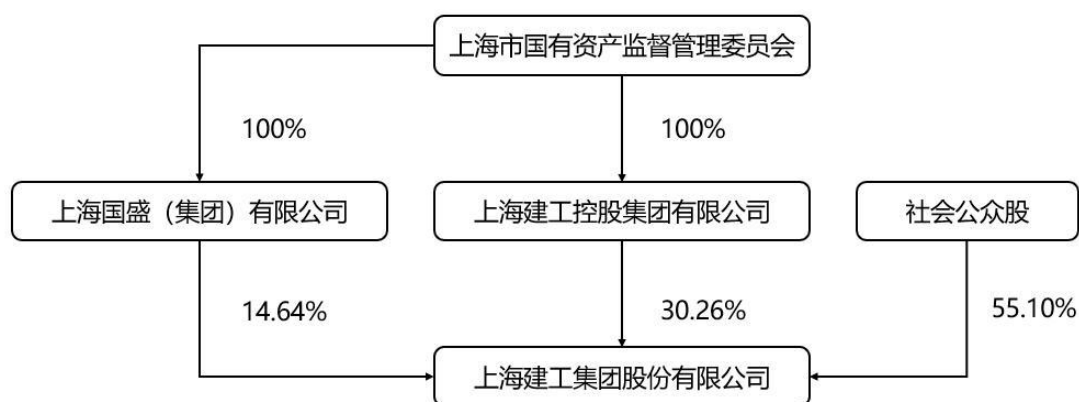 上海市国有资产监督管理委员会
100%
100%
上海国盛（集团）有限公司
上海建工控股集团有限公司
社会公众股
14.64%
30.26%
55.10%
上海建工集团股份有限公司